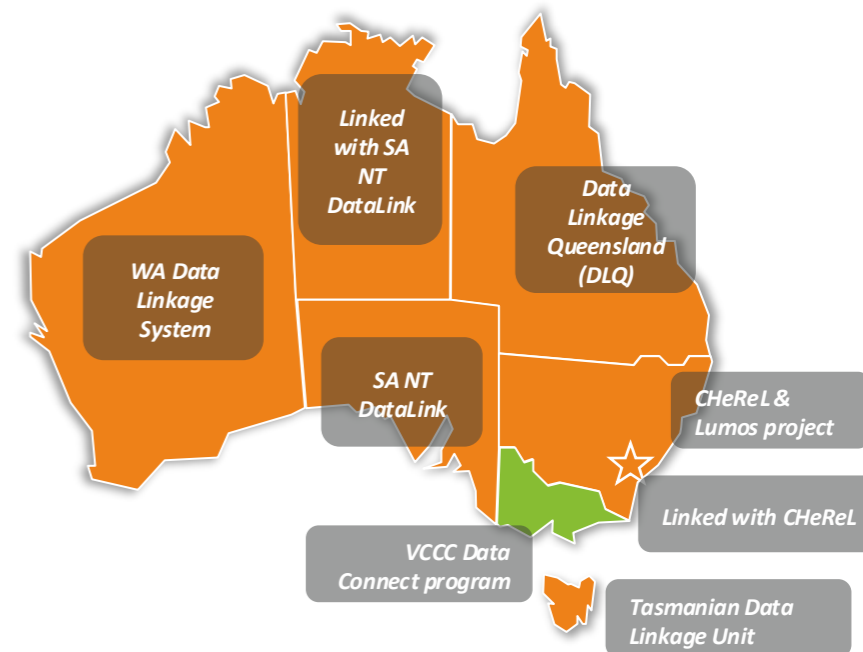 Linked
with SA
NT
DataLink
Data
Linkage
Queensland
(DLQ)
WA Data
Linkage
System
SA NT
DataLink
CHeReL &
Lumos project
Linked with CHeReL
VCCC Data
Connect program
Tasmanian Data
Linkage Unit